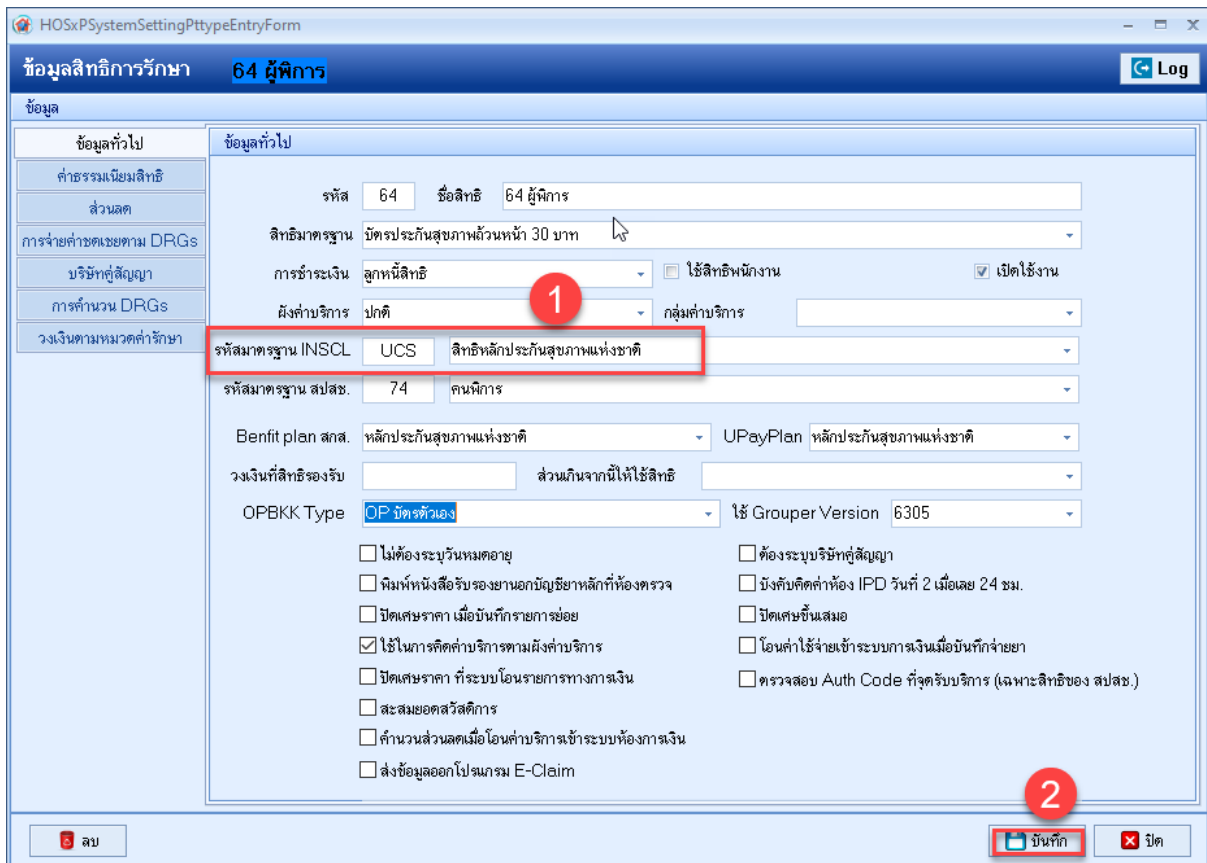 HOSxPSystemSettingPttypeEntryForm
ข้อมูลสิทธิการรักษา 64 ผู้พิการ Log
ข้อมูล
ข้อมูลทั่วไป
ค่าธรรมเนียมสิทธิ
ส่วนลด
การจ่ายค่าชดเชยตาม DRGs
บริษัทคู่สัญญา
การคำนวน DRGs
วงเงินตามหมวดค่ารักษา
ข้อมูลทั่วไป
รหัส 64 ชื่อสิทธิ 64 ผู้พิการ
สิทธิมาตรฐาน บัตรประกันสุขภาพถ้วนหน้า 30 บาท
การชำระเงิน ลูกหนี้สิทธิ ใช้สิทธิพนักงาน เปิดใช้งาน
1
ผังค่าบริการ ปกติ กลุ่มค่าบริการ
รหัสมาตรฐาน INSCL UCS สิทธิหลักประกันสุขภาพแห่งชาติ
รหัสมาตรฐาน สปสช. 74 คนพิการ
Benfit plan สกส. หลักประกันสุขภาพแห่งชาติ UPayPlan หลักประกันสุขภาพแห่งชาติ
วงเงินที่สิทธิรองรับ ส่วนเกินจากนี้ให้ใช้สิทธิ
OPBKK Type OP บัตรตัวเอง ใช้ Grouper Version 6305
ไม่ต้องระบุวันหมดอายุ ต้องระบุบริษัทคู่สัญญา
พิมพ์หนังสือรับรองยานอกบัญชียาหลักที่ห้องตรวจ บังคับคิดค่าห้อง IPD วันที่ 2 เมื่อเลย 24 ชม.
ปัดเศษราคา เมื่อบันทึกรายการย่อย ปัดเศษขึ้นเสมอ
ใช้ในการคิดค่าบริการตามผังค่าบริการ โอนค่าใช้จ่ายเข้าระบบการเงินเมื่อบันทึกจ่ายยา
ปัดเศษราคา ที่ระบบโอนรายการทางการเงิน ตรวจสอบ Auth Code ที่จุดรับบริการ (เฉพาะสิทธิของ สปสช.)
สะสมยอดสวัสดิการ
คำนวนส่วนลดเมื่อโอนค่าบริการเข้าระบบห้องการเงิน
ส่งข้อมูลออกโปรแกรม E-Claim
2
ลบ บันทึก ปิด